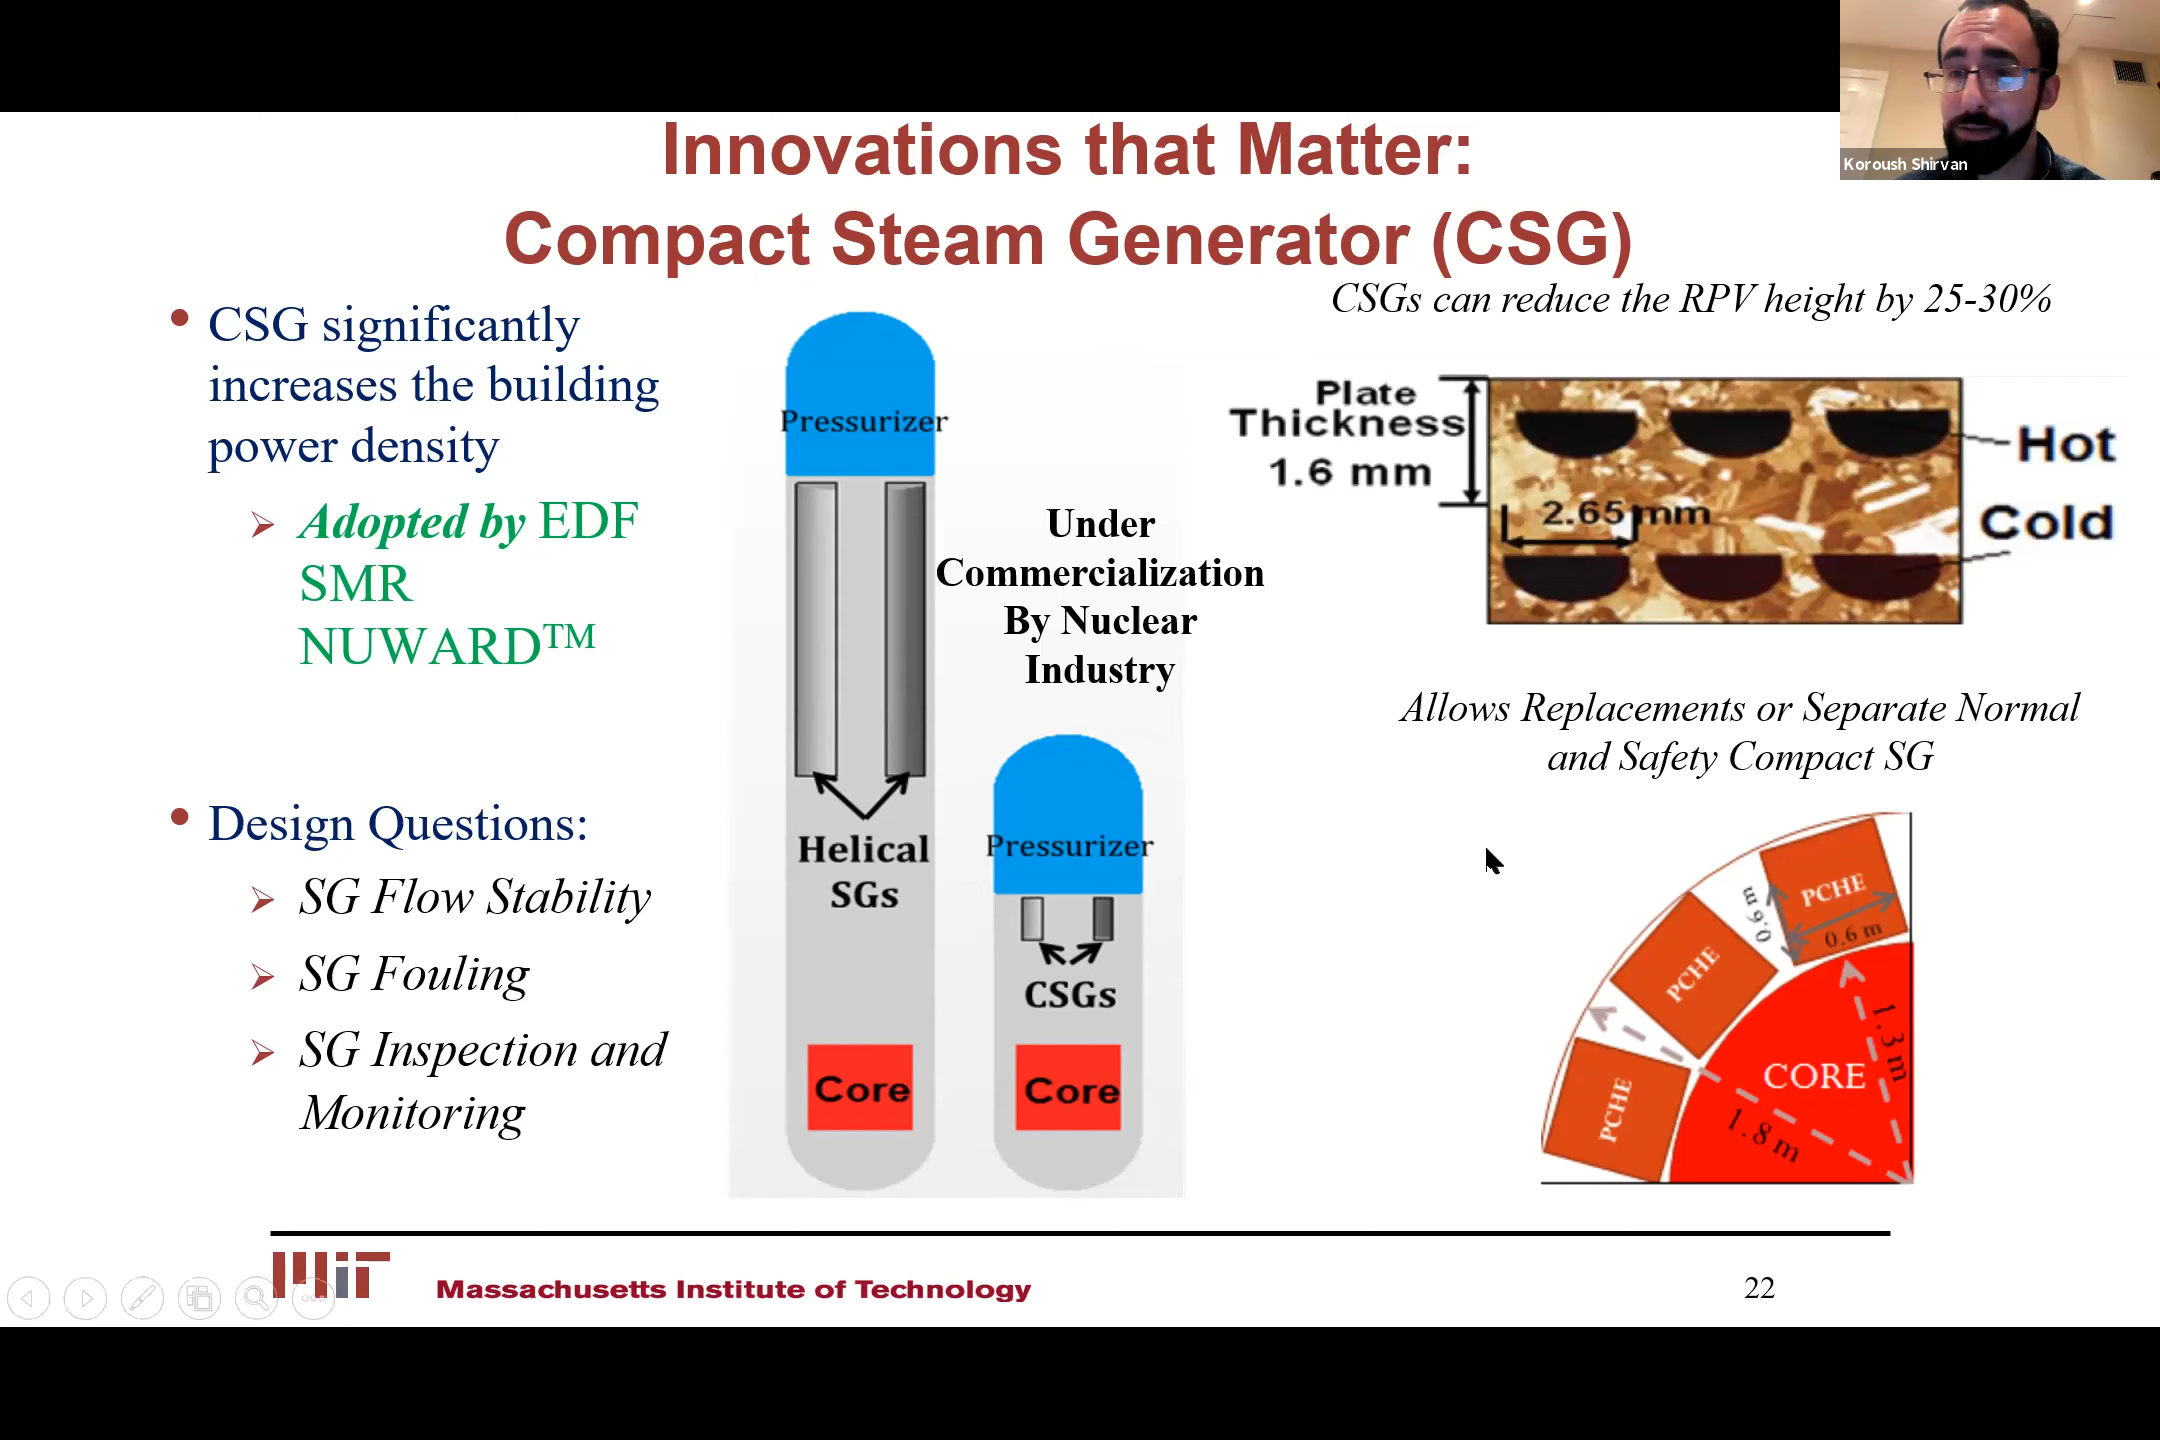 Koroush Shirvan
Innovations that Matter:
Compact Steam Generator (CSG)
• CSG significantly
increases the building
power density
➢ Adopted by EDF
SMR
NUWARD™
• Design Questions:
➢ SG Flow Stability
➢ SG Fouling
➢ SG Inspection and
Monitoring
Pressurizer
Helical
SGs
Core
Under
Commercialization
By Nuclear
Industry
Pressurizer
CSGs
Core
CSGs can reduce the RPV height by 25-30%
Plate
Thickness
1.6 mm
2.65 mm
Hot
Cold
Allows Replacements or Separate Normal
and Safety Compact SG
PCHE
0.6 m
0.6 m
PCHE
PCHE
CORE
1.3 m
1.8 m
MIT
Massachusetts Institute of Technology
22